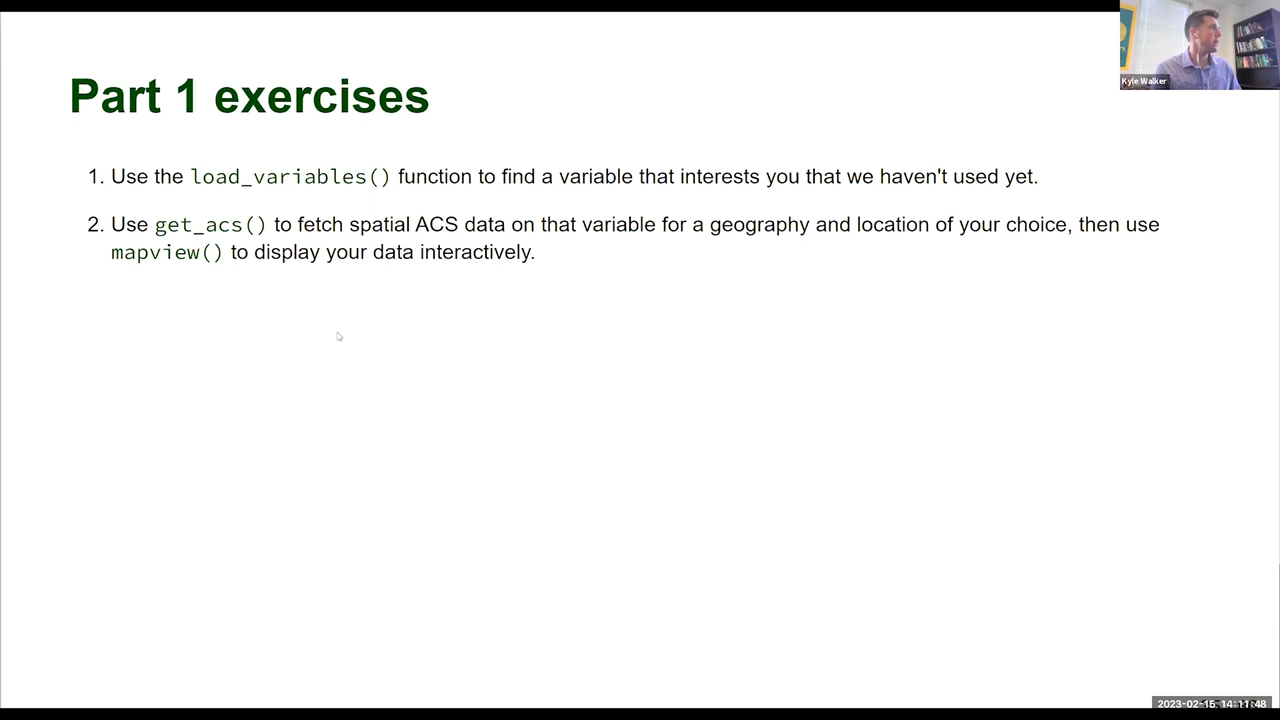 Part 1 exercises
Kyle Walker
1. Use the load_variables() function to find a variable that interests you that we haven't used yet.
2. Use get_acs() to fetch spatial ACS data on that variable for a geography and location of your choice, then use
mapview() to display your data interactively.
2023-02-15 14:11:48